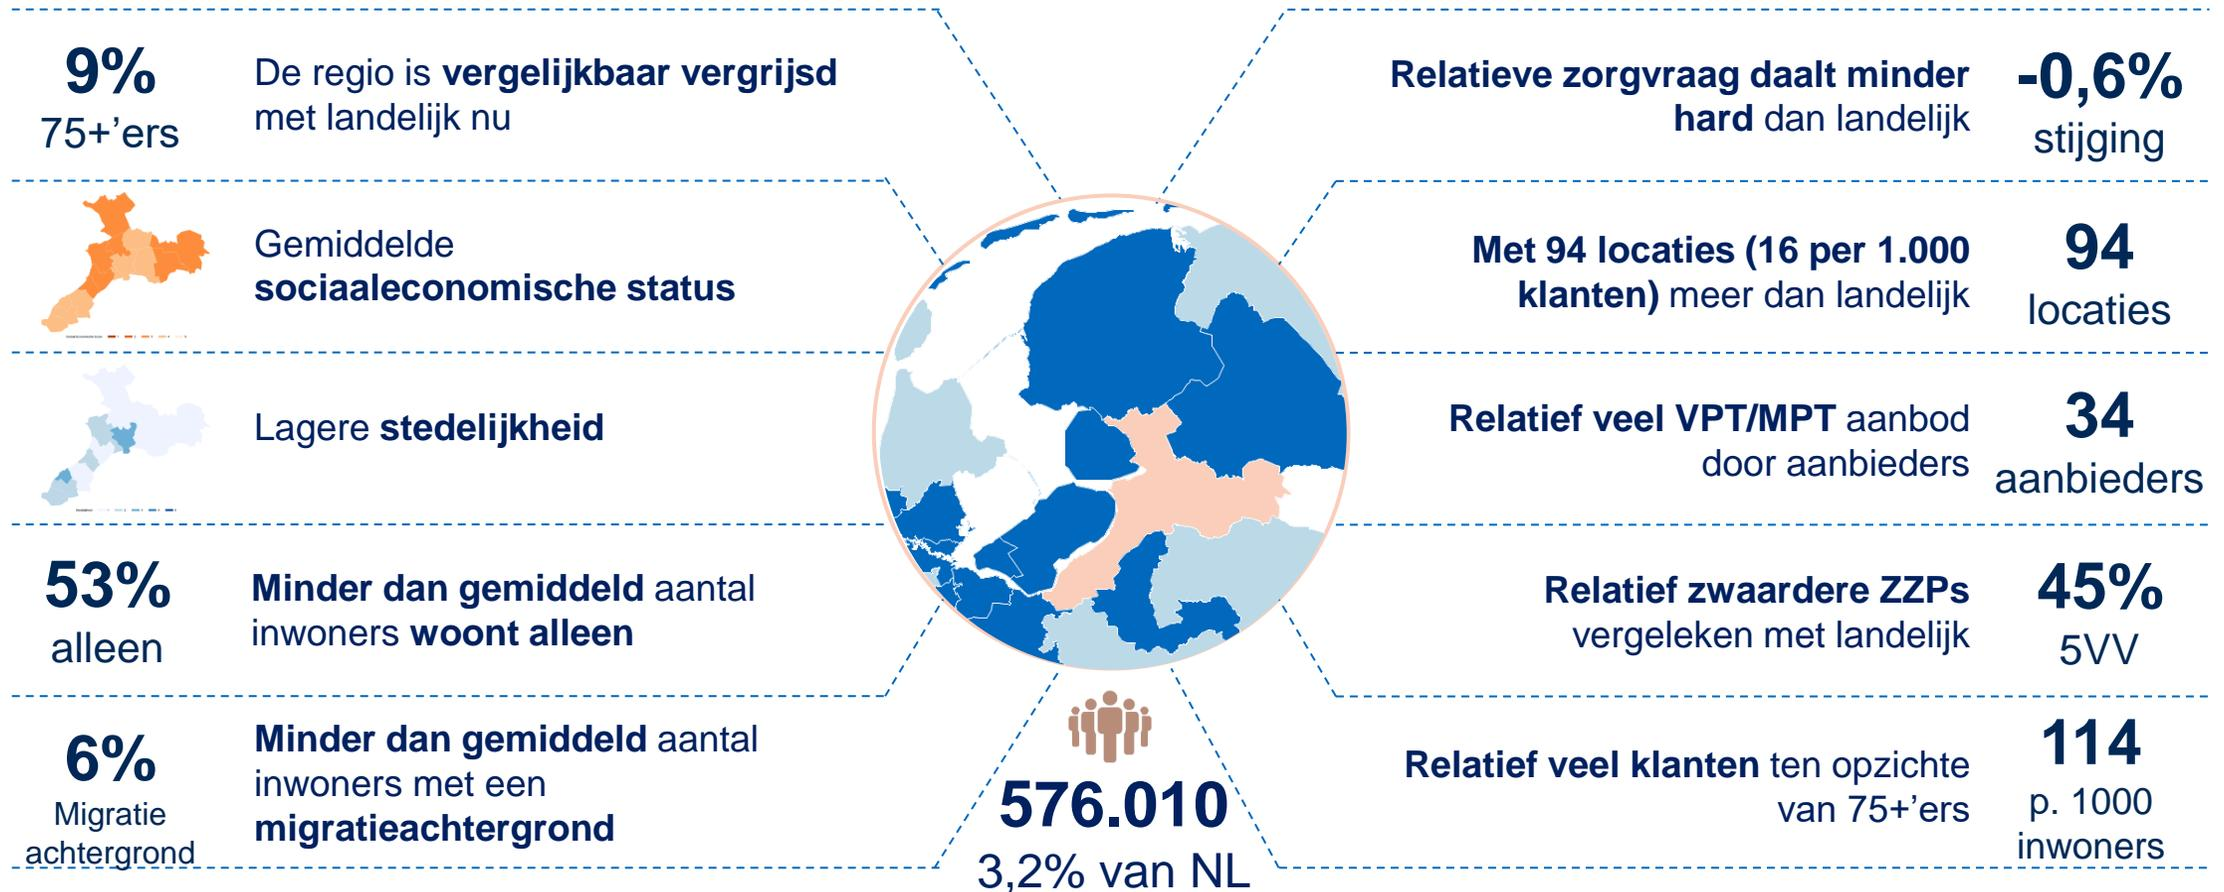 9%
75+'ers
De regio is vergelijkbaar vergrijsd
met landelijk nu
Gemiddelde
sociaaleconomische status
Lagere stedelijkheid
53%
alleen
Minder dan gemiddeld aantal
inwoners woont alleen
6%
Migratie
achtergrond
Minder dan gemiddeld aantal
inwoners met een
migratieachtergrond
576.010
3,2% van NL
Relatieve zorgvraag daalt minder
hard dan landelijk
-0,6%
stijging
Met 94 locaties (16 per 1.000
klanten) meer dan landelijk
94
locaties
Relatief veel VPT/MPT aanbod
door aanbieders
34
aanbieders
Relatief zwaardere ZZPs
vergeleken met landelijk
45%
5VV
Relatief veel klanten ten opzichte
van 75+'ers
114
p. 1000
inwoners